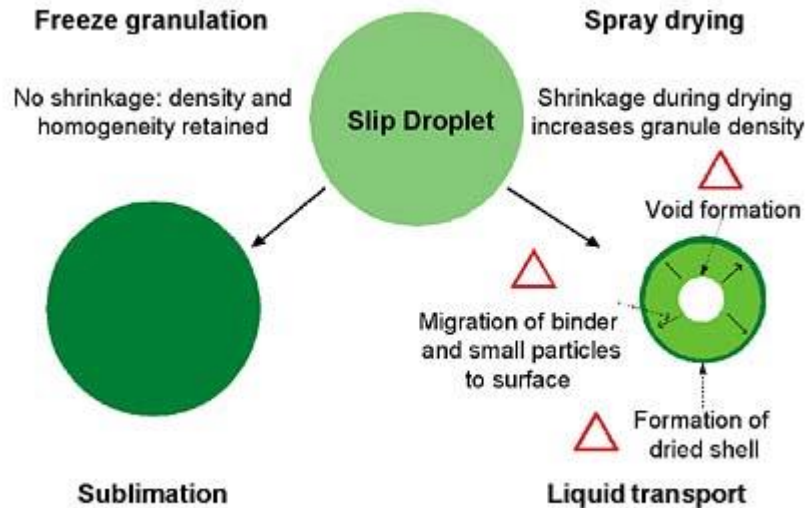 Freeze granulation
No shrinkage: density and
homogeneity retained
Slip Droplet
Spray drying
Shrinkage during drying
increases granule density
Void formation
Migration of binder
and small particles
to surface
Formation of
dried shell
Sublimation
Liquid transport